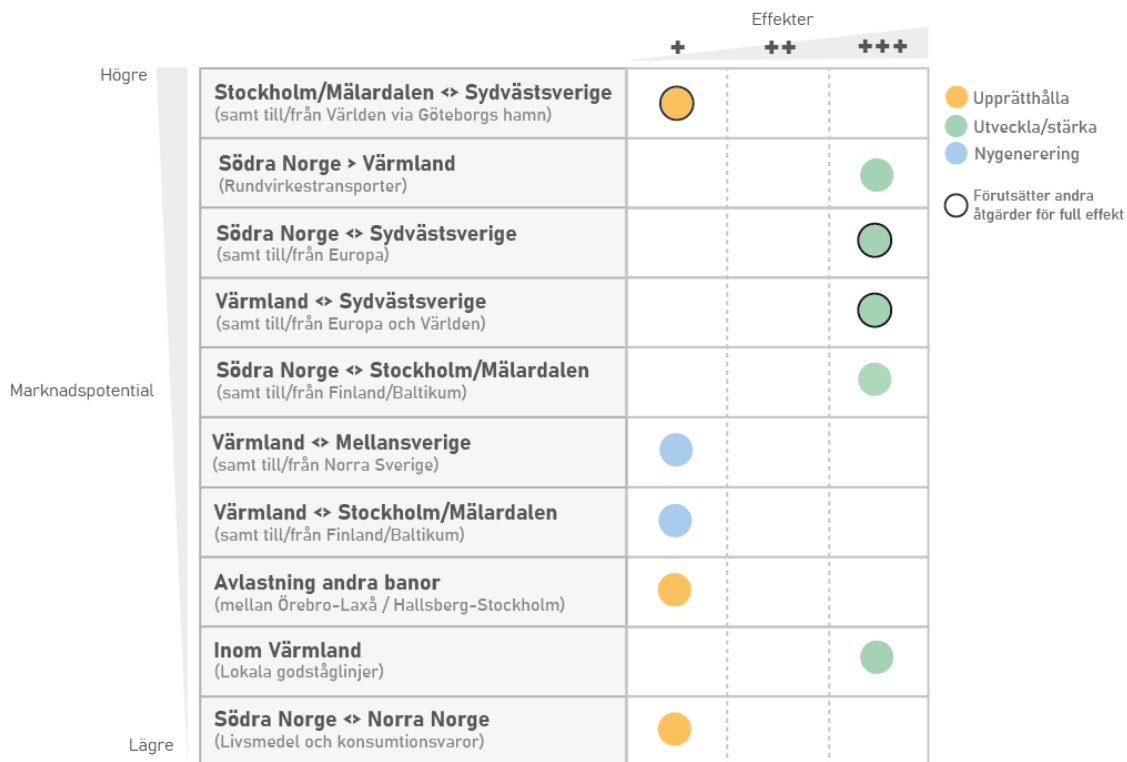 Effekter
+ ++ +++
Högre
Stockholm/Mälardalen <> Sydvästsverige
(samt till/från Världen via Göteborgs hamn)
Södra Norge > Värmland
(Rundvirkestransporter)
Södra Norge <> Sydvästsverige
(samt till/från Europa)
Värmland <> Sydvästsverige
(samt till/från Europa och Världen)
Södra Norge <> Stockholm/Mälardalen
(samt till/från Finland/Baltikum)
Marknadspotential
Värmland <> Mellansverige
(samt till/från Norra Sverige)
Värmland <> Stockholm/Mälardalen
(samt till/från Finland/Baltikum)
Avlastning andra banor
(mellan Örebro-Laxå / Hallsberg-Stockholm)
Inom Värmland
(Lokala godståglinjer)
Södra Norge <> Norra Norge
(Livsmedel och konsumtionsvaror)
Lägre
Upprätthålla
Utveckla/stärka
Nygenerering
Förutsätter andra
åtgärder för full effekt